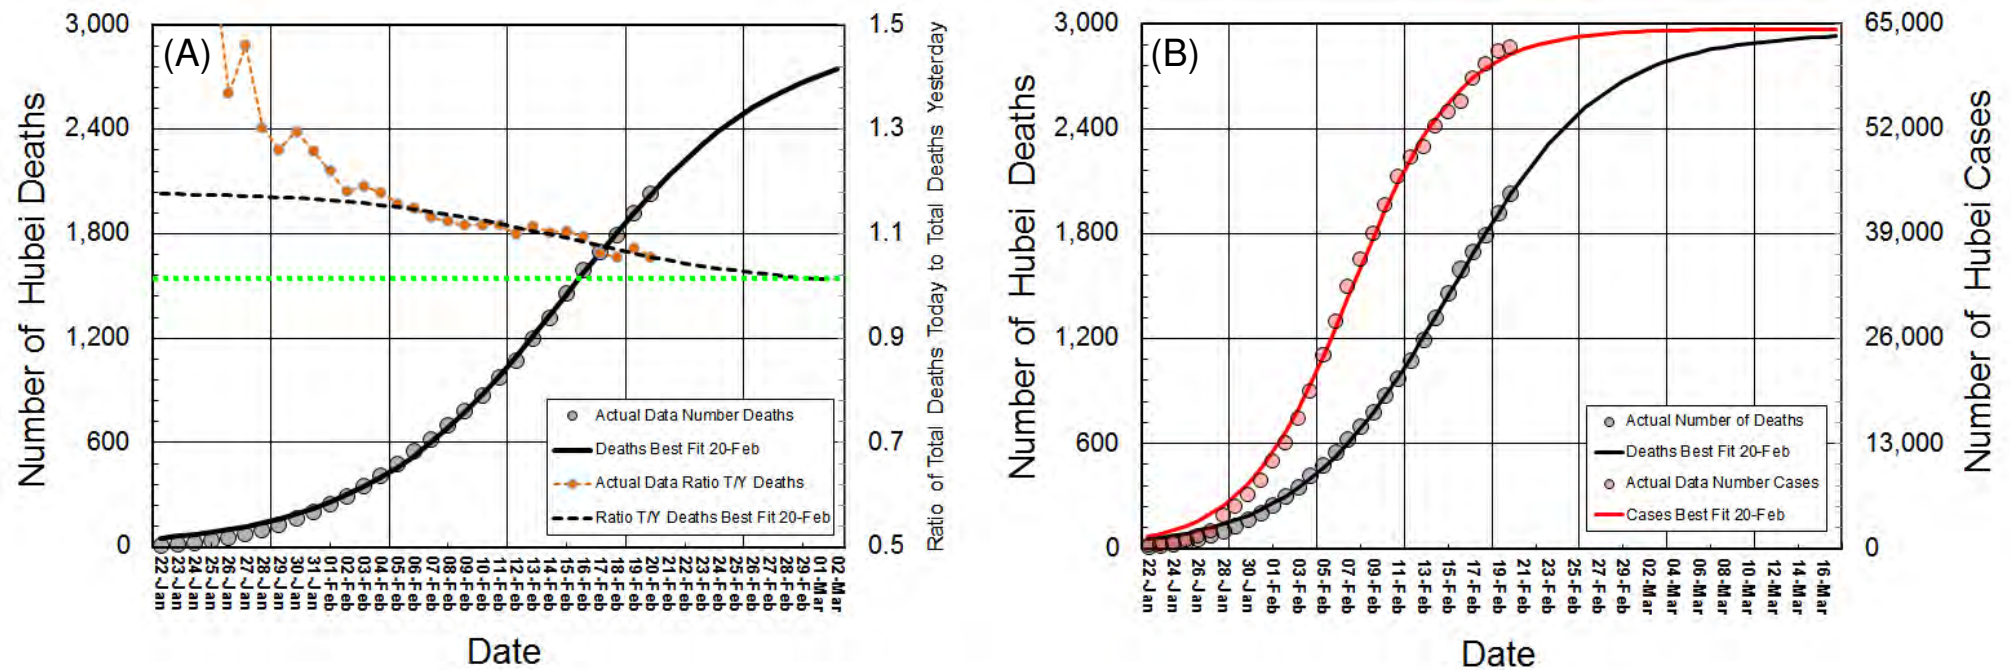 (A)
Number of Hubei Deaths
3,000
2,400
1,800
1,200
600
0
1.5
1.3
1.1
0.9
0.7
0.5
Ratio of Total Deaths Today to Total Deaths Yesterday
Actual Data Number Deaths
Deaths Best Fit 20-Feb
Actual Data Ratio T/Y Deaths
Ratio T/Y Deaths Best Fit 20-Feb
22-Jan
23-Jan
24-Jan
25-Jan
26-Jan
27-Jan
28-Jan
29-Jan
30-Jan
31-Jan
01-Feb
02-Feb
03-Feb
04-Feb
05-Feb
06-Feb
07-Feb
08-Feb
09-Feb
10-Feb
11-Feb
12-Feb
13-Feb
14-Feb
15-Feb
16-Feb
17-Feb
18-Feb
19-Feb
20-Feb
21-Feb
22-Feb
23-Feb
24-Feb
25-Feb
26-Feb
27-Feb
28-Feb
29-Feb
01-Mar
02-Mar
Date
(B)
Number of Hubei Deaths
3,000
2,400
1,800
1,200
600
0
65,000
52,000
39,000
26,000
13,000
0
Number of Hubei Cases
Actual Number of Deaths
Deaths Best Fit 20-Feb
Actual Data Number Cases
Cases Best Fit 20-Feb
22-Jan
24-Jan
26-Jan
28-Jan
30-Jan
01-Feb
03-Feb
05-Feb
07-Feb
09-Feb
11-Feb
13-Feb
15-Feb
17-Feb
19-Feb
21-Feb
23-Feb
25-Feb
27-Feb
29-Feb
02-Mar
04-Mar
06-Mar
08-Mar
10-Mar
12-Mar
14-Mar
16-Mar
Date